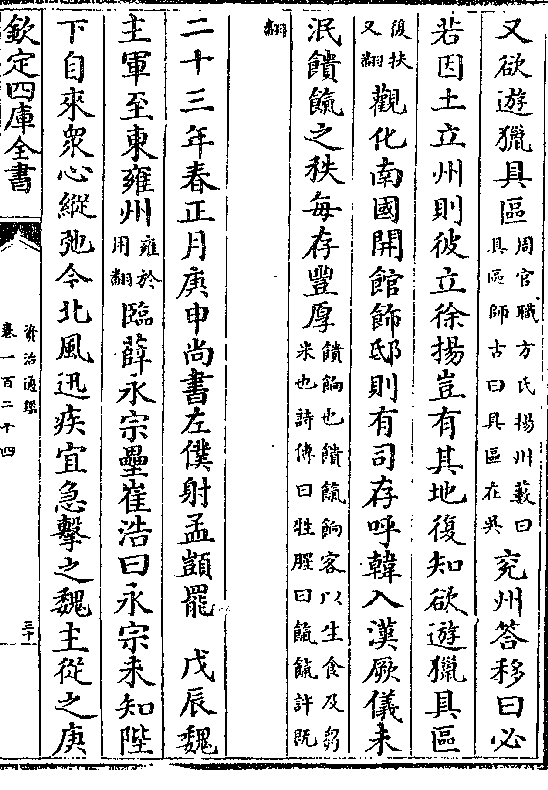 又欲遊獵具區周官職方氏揚州藪曰具區師古曰具區在吳兖州答移曰必
若因土立州則彼立徐揚豈有其地復知欲遊獵具區
復扶又翻觀化南國開館飾邸則有司存呼韓入漢厥儀未
泯饋餼之秩每存豐厚饋餉也饋餼餉客以生食及芻米也詩傳曰牲腥曰餼餼許既
翻
二十三年春正月庚申尚書左僕射孟顗罷 戊辰魏
主軍至東雍州雍於用翻臨薛永宗壘崔浩曰永宗未知陛
下自來衆心縱弛今北風迅疾宜急擊之魏主從之庚
欽定四庫全書
資治通鑑
卷一百二十四
三十